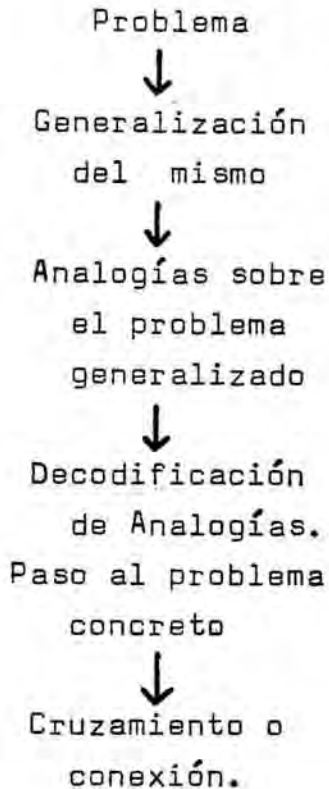 Problema
Generalización
del mismo
Analogías sobre
el problema
generalizado
Decodificación
de Analogías.
Paso al problema
concreto
Cruzamiento o
conexión.